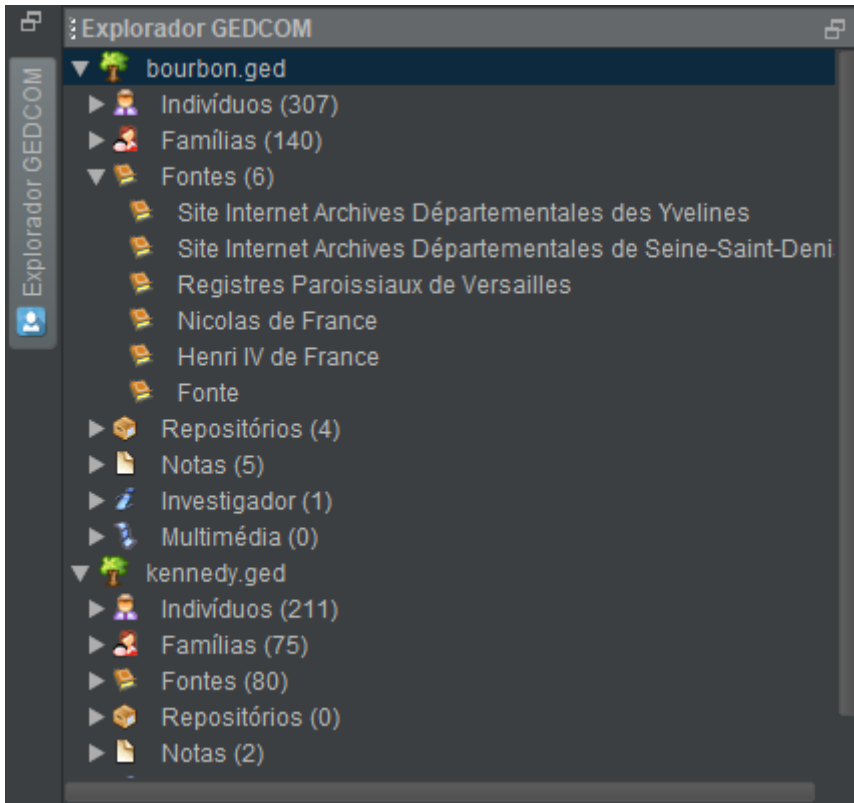 Explorador GEDCOM
Explorador GEDCOM
bourbon.ged
Indivíduos (307)
Famílias (140)
Fontes (6)
Site Internet Archives Départementales des Yvelines
Site Internet Archives Départementales de Seine-Saint-Deni
Registres Paroissiaux de Versailles
Nicolas de France
Henri IV de France
Fonte
Repositórios (4)
Notas (5)
Investigador (1)
Multimédia (0)
kennedy.ged
Indivíduos (211)
Famílias (75)
Fontes (80)
Repositórios (0)
Notas (2)